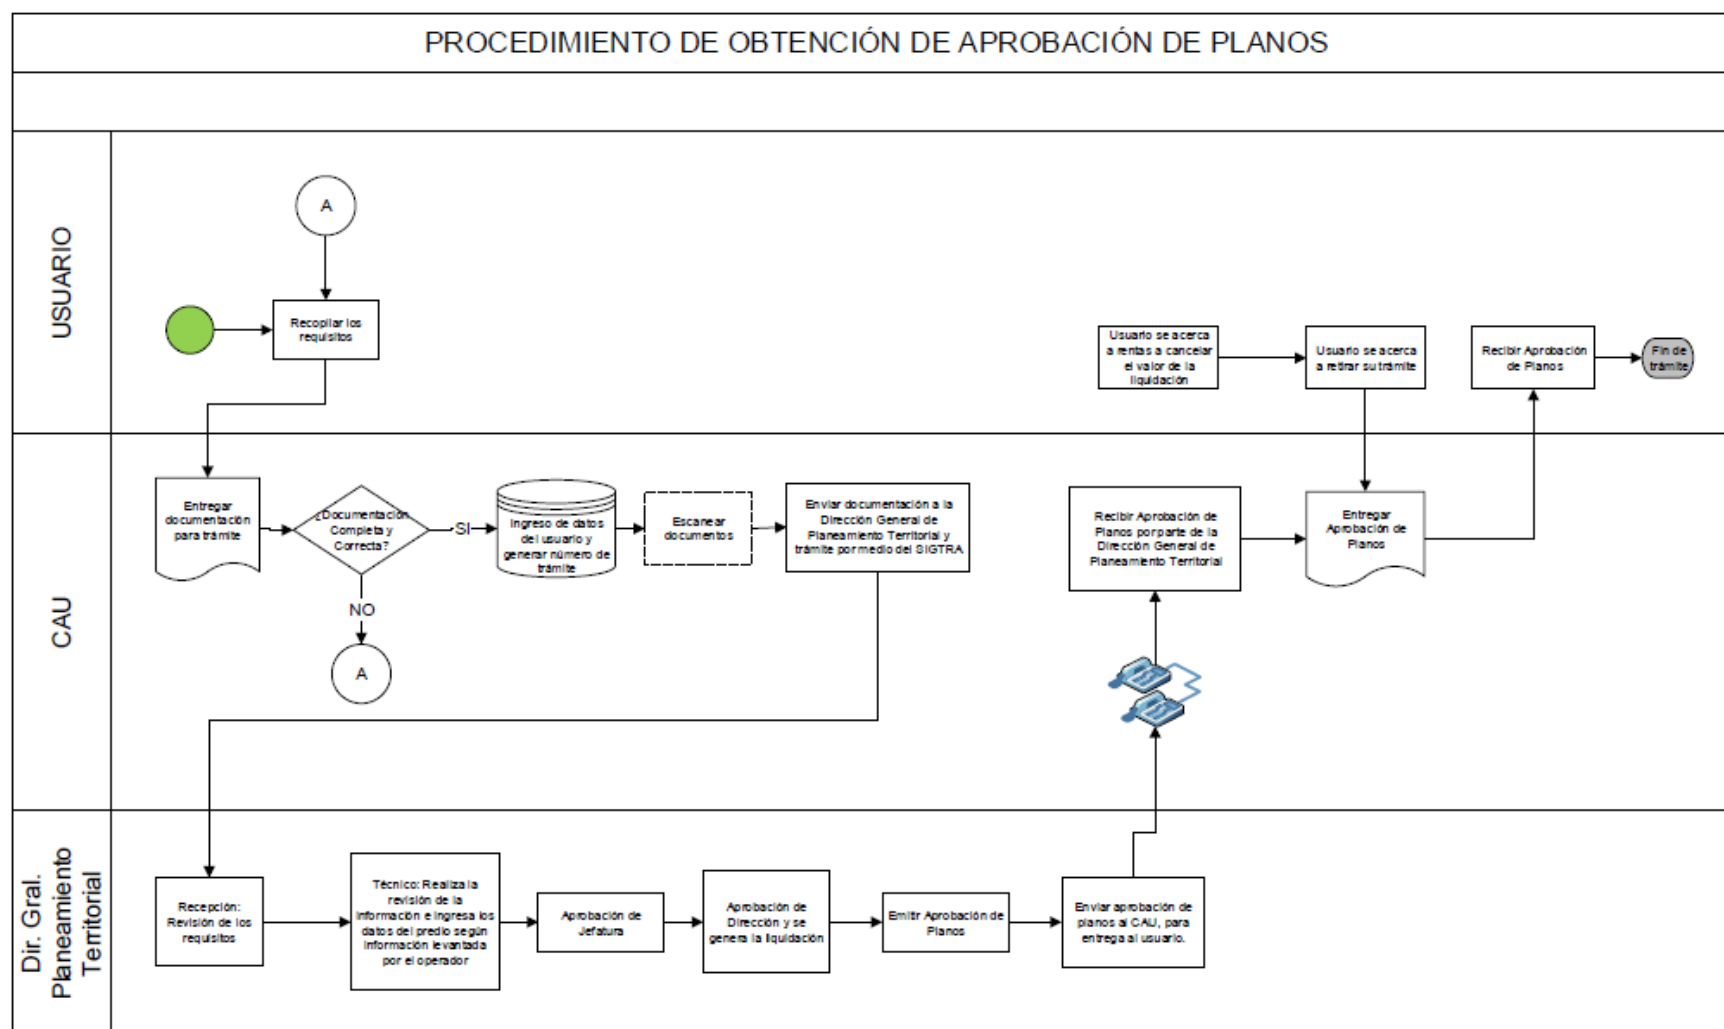 PROCEDIMIENTO DE OBTENCIÓN DE APROBACIÓN DE PLANOS
USUARIO
A
Recopilar los
requisitos
Usuario se acerca
a rentas a cancelar
el valor de la
liquidación
Usuario se acerca
a retirar su trámite
Recibir Aprobación
de Planos
Fin de
trámite
CAU
Entregar
documentación
para trámite
¿Documentación
Completa y
Correcta?
SI
NO
A
Ingreso de datos
del usuario y
generar número de
trámite
Escanear
documentos
Enviar documentación a la
Dirección General de
Planeamiento Territorial y
trámite por medio del SIGTRA
Recibir Aprobación de
Planos por parte de la
Dirección General de
Planeamiento Territorial
Entregar
Aprobación de
Planos
Dir. Gral.
Planeamiento
Territorial
Recepción:
Revisión de los
requisitos
Técnico: Realiza la
revisión de la
información e ingresa los
datos del predio según
información levantada
por el operador
Aprobación de
Jefatura
Aprobación de
Dirección y se
genera la liquidación
Emitir Aprobación de
Planos
Enviar aprobación de
planos al CAU, para
entrega al usuario.